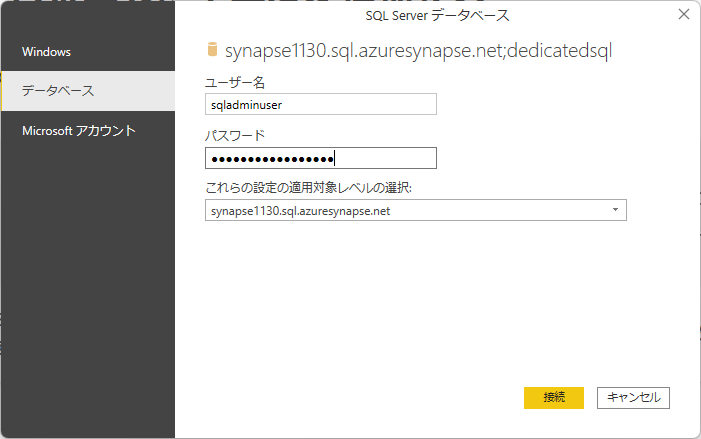 SQL Server データベース
Windows
データベース
Microsoft アカウント
synapse1130.sql.azuresynapse.net;dedicatedsql
ユーザー名
sqladminuser
パスワード
●●●●●●●●●●●●●●●●●
これらの設定の適用対象レベルの選択:
synapse1130.sql.azuresynapse.net
接続
キャンセル